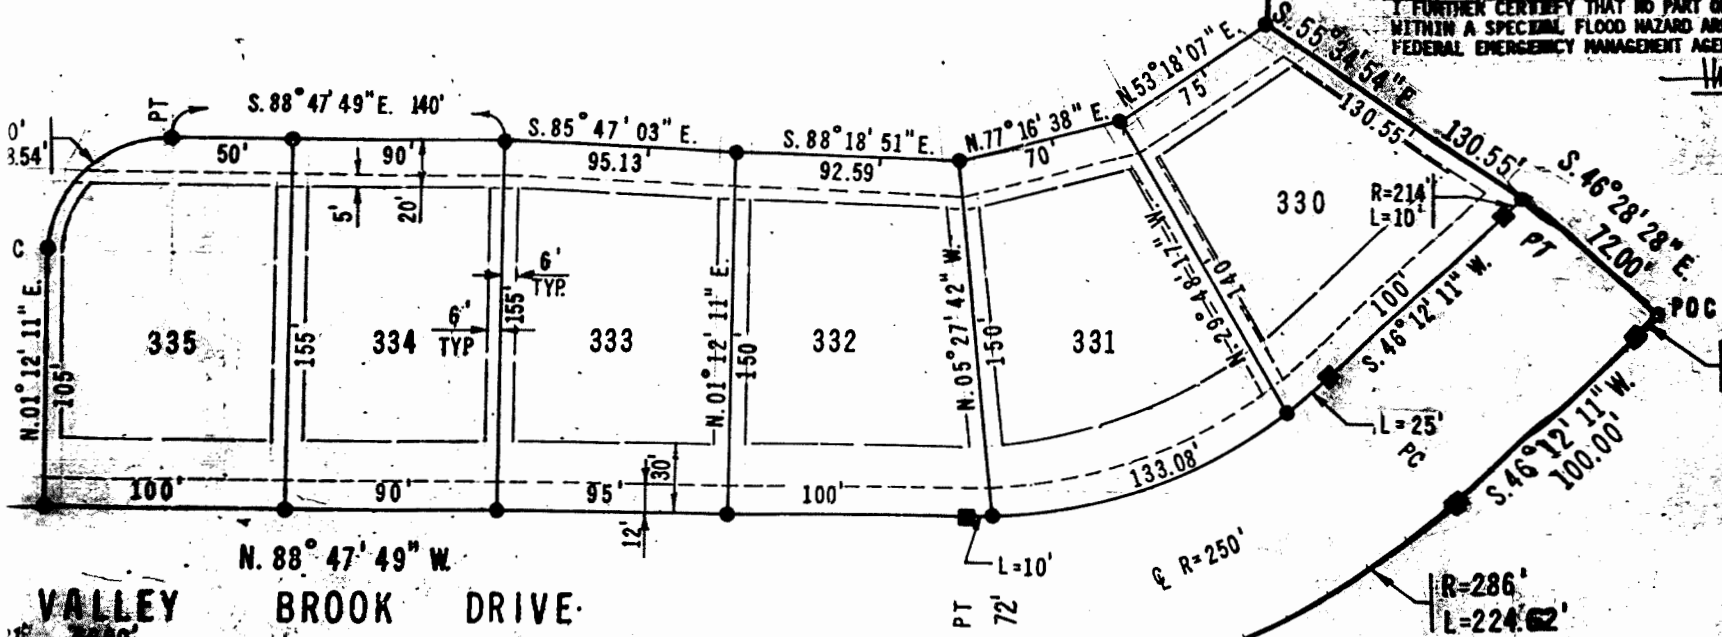 I FURTHER CERTIFY THAT NO PART O
WITHIN A SPECIAL FLOOD HAZARD AR
FEDERAL EMERGENCY MANAGEMENT AGE
PT
S. 88° 47' 49" E. 140'
0'
3.54'
50'
90'
S. 85° 47' 03" E.
95.13'
S. 88° 18' 51" E.
92.59'
N. 77° 16' 38" E.
70'
N. 53° 18' 07" E.
75'
S. 55° 34' 54" E.
130.55'
130.55'
S. 46° 28' 28" E.
72.00'
R=214'
L=10'
PT
POC
C
5'
20'
6'
TYP.
6'
TYP
N. 01° 12' 11" E.
105'
335
155'
334
155'
333
N. 01° 12' 11" E.
150'
332
N. 05° 27' 42" W.
150'
331
N. 29° 48' 17" W.
140'
330
100'
S. 46° 12' 11" W.
L=25'
PC
S. 46° 12' 11" W.
100.00'
100'
90'
95'
30'
12'
100'
133.08'
L=10'
PT
72'
℄ R=250'
R=286'
L=224.62'
N. 88° 47' 49" W.
VALLEY BROOK DRIVE